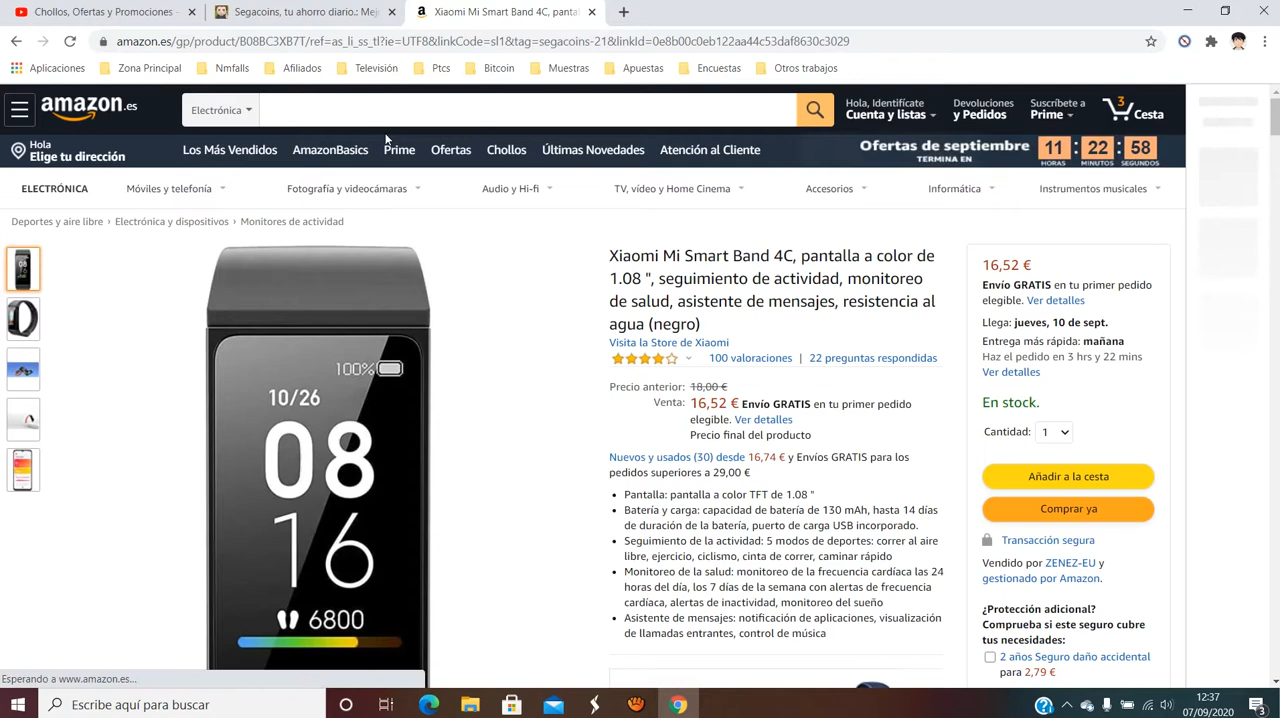 Chollos, Ofertas y Promociones -
Segacoins, tu ahorro diario.: Mej
Xiaomi Mi Smart Band 4C, panta
amazon.es/gp/product/B08BC3XB7T/ref=as_li_ss_tl?ie=UTF8&linkCode=sl1&tag=segacoins-21&linkId=0e8b00c0eb122aa44c53daf8630c3029
Aplicaciones
Zona Principal
Nmfalls
Afiliados
Televisión
Ptcs
Bitcoin
Muestras
Apuestas
Encuestas
Otros trabajos
amazon.es
Electrónica
Hola, Identifícate
Cuenta y listas
Devoluciones
y Pedidos
Suscríbete a
Prime
3
Cesta
Hola
Elige tu dirección
Los Más Vendidos
AmazonBasics
Prime
Ofertas
Chollos
Últimas Novedades
Atención al Cliente
Ofertas de septiembre
TERMINA EN
11 : 22 : 58
HORAS MINUTOS SEGUNDOS
ELECTRÓNICA
Móviles y telefonía
Fotografía y videocámaras
Audio y Hi-fi
TV, vídeo y Home Cinema
Accesorios
Informática
Instrumentos musicales
Deportes y aire libre › Electrónica y dispositivos › Monitores de actividad
100%
10/26
08
16
6800
Xiaomi Mi Smart Band 4C, pantalla a color de
1.08 ", seguimiento de actividad, monitoreo
de salud, asistente de mensajes, resistencia al
agua (negro)
Visita la Store de Xiaomi
100 valoraciones | 22 preguntas respondidas
Precio anterior: 18,00 €
Venta: 16,52 € Envío GRATIS en tu primer pedido
elegible. Ver detalles
Precio final del producto
Nuevos y usados (30) desde 16,74 € y Envíos GRATIS para los
pedidos superiores a 29,00 €
• Pantalla: pantalla a color TFT de 1.08 "
• Batería y carga: capacidad de batería de 130 mAh, hasta 14 días
de duración de la batería, puerto de carga USB incorporado.
• Seguimiento de la actividad: 5 modos de deportes: correr al aire
libre, ejercicio, ciclismo, cinta de correr, caminar rápido
• Monitoreo de la salud: monitoreo de la frecuencia cardíaca las 24
horas del día, los 7 días de la semana con alertas de frecuencia
cardíaca, alertas de inactividad, monitoreo del sueño
• Asistente de mensajes: notificación de aplicaciones, visualización
de llamadas entrantes, control de música
16,52 €
Envío GRATIS en tu primer pedido
elegible. Ver detalles
Llega: jueves, 10 de sept.
Entrega más rápida: mañana
Haz el pedido en 3 hrs y 22 mins
Ver detalles
En stock.
Cantidad: 1
Añadir a la cesta
Comprar ya
Transacción segura
Vendido por ZENEZ-EU y
gestionado por Amazon.
¿Protección adicional?
Comprueba si este seguro cubre
tus necesidades:
2 años Seguro daño accidental
para 2,79 €
Esperando a www.amazon.es...
Escribe aquí para buscar
12:37
07/09/2020
3